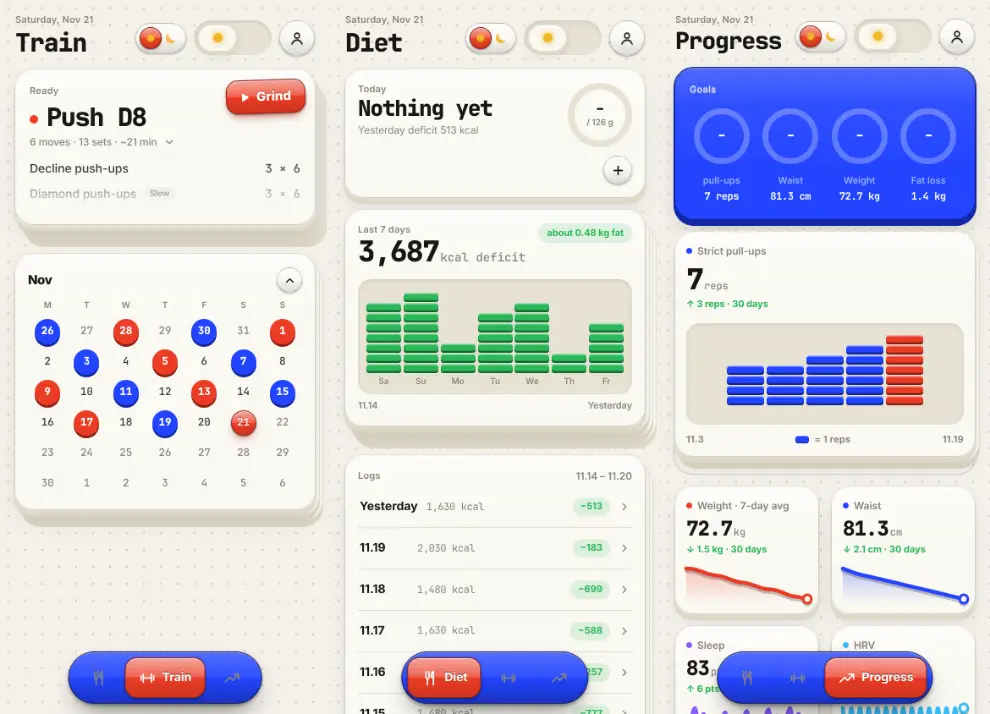 Saturday, Nov 21
Train
Ready
Push D8
Grind
6 moves · 13 sets · ~21 min
Decline push-ups 3 × 6
Diamond push-ups Slow 3 × 6
Nov
M T W T F S S
26 27 28 29 30 31 1
2 3 4 5 6 7 8
9 10 11 12 13 14 15
16 17 18 19 20 21 22
23 24 25 26 27 28 29
30 1 2 3 4 5 6
Train
Saturday, Nov 21
Diet
Today
Nothing yet
Yesterday deficit 513 kcal
-
/ 126 g
+
Last 7 days
about 0.48 kg fat
3,687 kcal deficit
Sa Su Mo Tu We Th Fr
11.14 Yesterday
Logs 11.14 – 11.20
Yesterday 1,630 kcal −513
11.19 2,030 kcal −183
11.18 1,480 kcal −699
11.17 1,630 kcal −588
11.16 257
11.15 1,480 kcal −777
Diet
Saturday, Nov 21
Progress
Goals
- - - -
pull-ups Waist Weight Fat loss
7 reps 81.3 cm 72.7 kg 1.4 kg
Strict pull-ups
7 reps
↑ 3 reps · 30 days
11.3 = 1 reps 11.19
Weight · 7-day avg
72.7 kg
↓ 1.5 kg · 30 days
Waist
81.3 cm
↓ 2.1 cm · 30 days
Sleep
83
↑ 6 pts
HRV
Progress